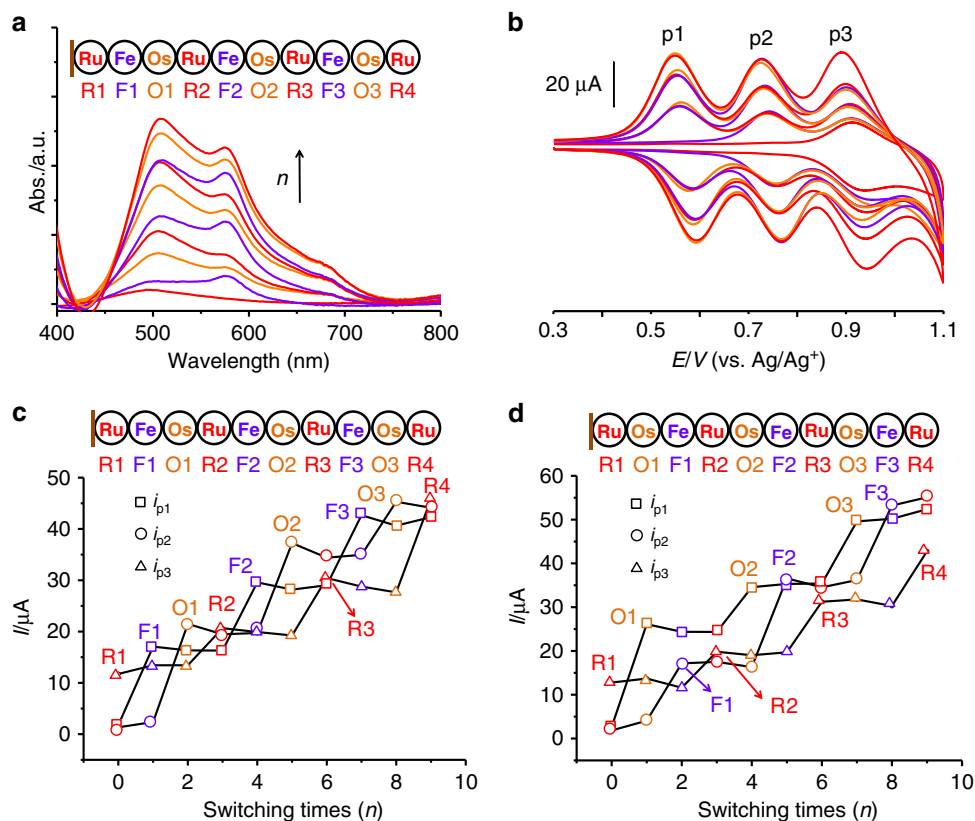 a
Ru Fe Os Ru Fe Os Ru Fe Os Ru
R1 F1 O1 R2 F2 O2 R3 F3 O3 R4
Abs./a.u.
n
400 500 600 700 800
Wavelength (nm)
b
p1 p2 p3
20 µA
0.3 0.5 0.7 0.9 1.1
E/V (vs. Ag/Ag⁺)
c
Ru Fe Os Ru Fe Os Ru Fe Os Ru
R1 F1 O1 R2 F2 O2 R3 F3 O3 R4
50
40
30
20
10
0
I/µA
ip1
ip2
ip3
R1
F1
O1
R2
F2
O2
R3
F3
O3
0 2 4 6 8 10
Switching times (n)
d
Ru Os Fe Ru Os Fe Ru Os Fe Ru
R1 O1 F1 R2 O2 F2 R3 O3 F3 R4
60
50
40
30
20
10
0
I/µA
ip1
ip2
ip3
R1
O1
F1
R2
O2
F2
R3
O3
F3
R4
0 2 4 6 8 10
Switching times (n)